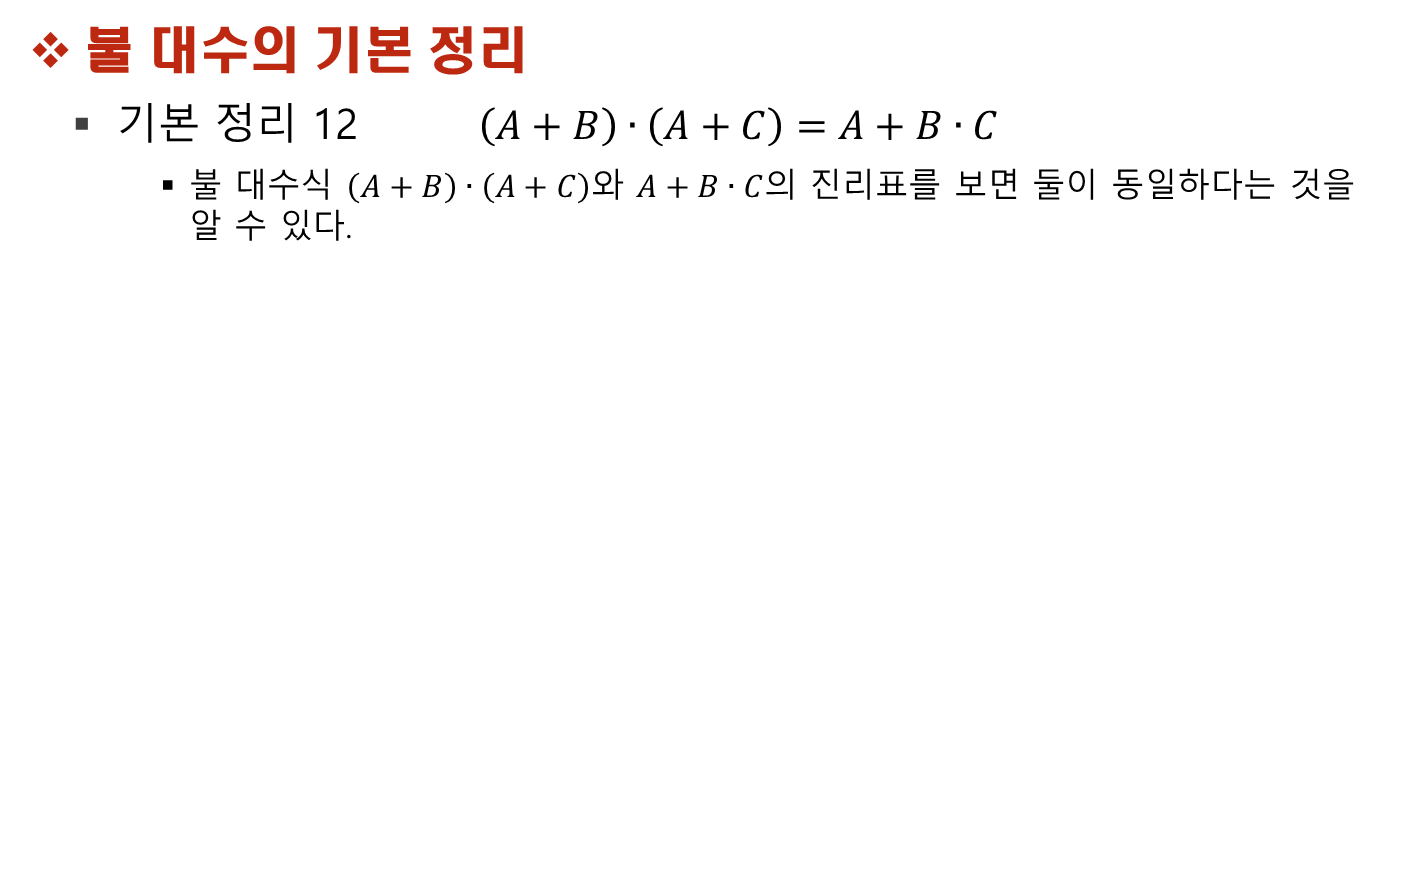 ❖ 불 대수의 기본 정리
▪ 기본 정리 12 (A + B) · (A + C) = A + B · C
▪ 불 대수식 (A + B) · (A + C)와 A + B · C의 진리표를 보면 둘이 동일하다는 것을
알 수 있다.